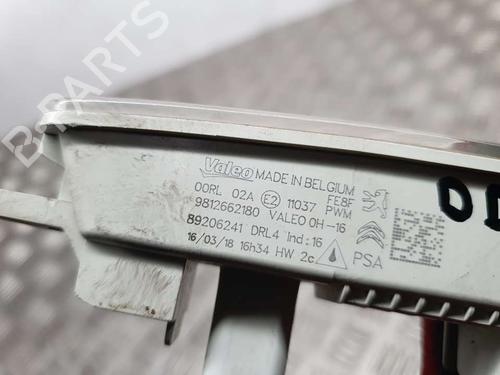 B-PARTS
Valeo MADE IN BELGIUM
00RL 02A E2 11037 FE8F
PWM
9812662180 VALEO 0H-16
89206241 DRL4 Ind:16
16/03/18 16h34 HW 2c
PSA